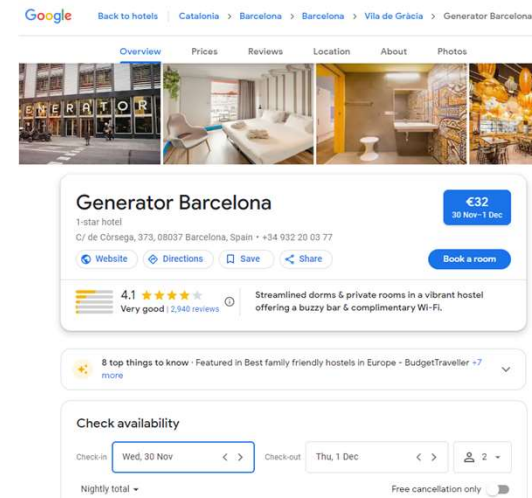 Google Back to hotels Catalonia > Barcelona > Barcelona > Vila de Gràcia > Generator Barcelona
Overview Prices Reviews Location About Photos
GENERATOR
Generator Barcelona
€32
30 Nov–1 Dec
1-star hotel
C/ de Còrsega, 373, 08037 Barcelona, Spain • +34 932 20 03 77
Website Directions Save Share Book a room
4.1
Very good | 2,940 reviews
Streamlined dorms & private rooms in a vibrant hostel
offering a buzzy bar & complimentary Wi-Fi.
8 top things to know · Featured in Best family friendly hostels in Europe - BudgetTraveller +7
more
Check availability
Check-in Wed, 30 Nov < > Check-out Thu, 1 Dec < > 2
Nightly total Free cancellation only